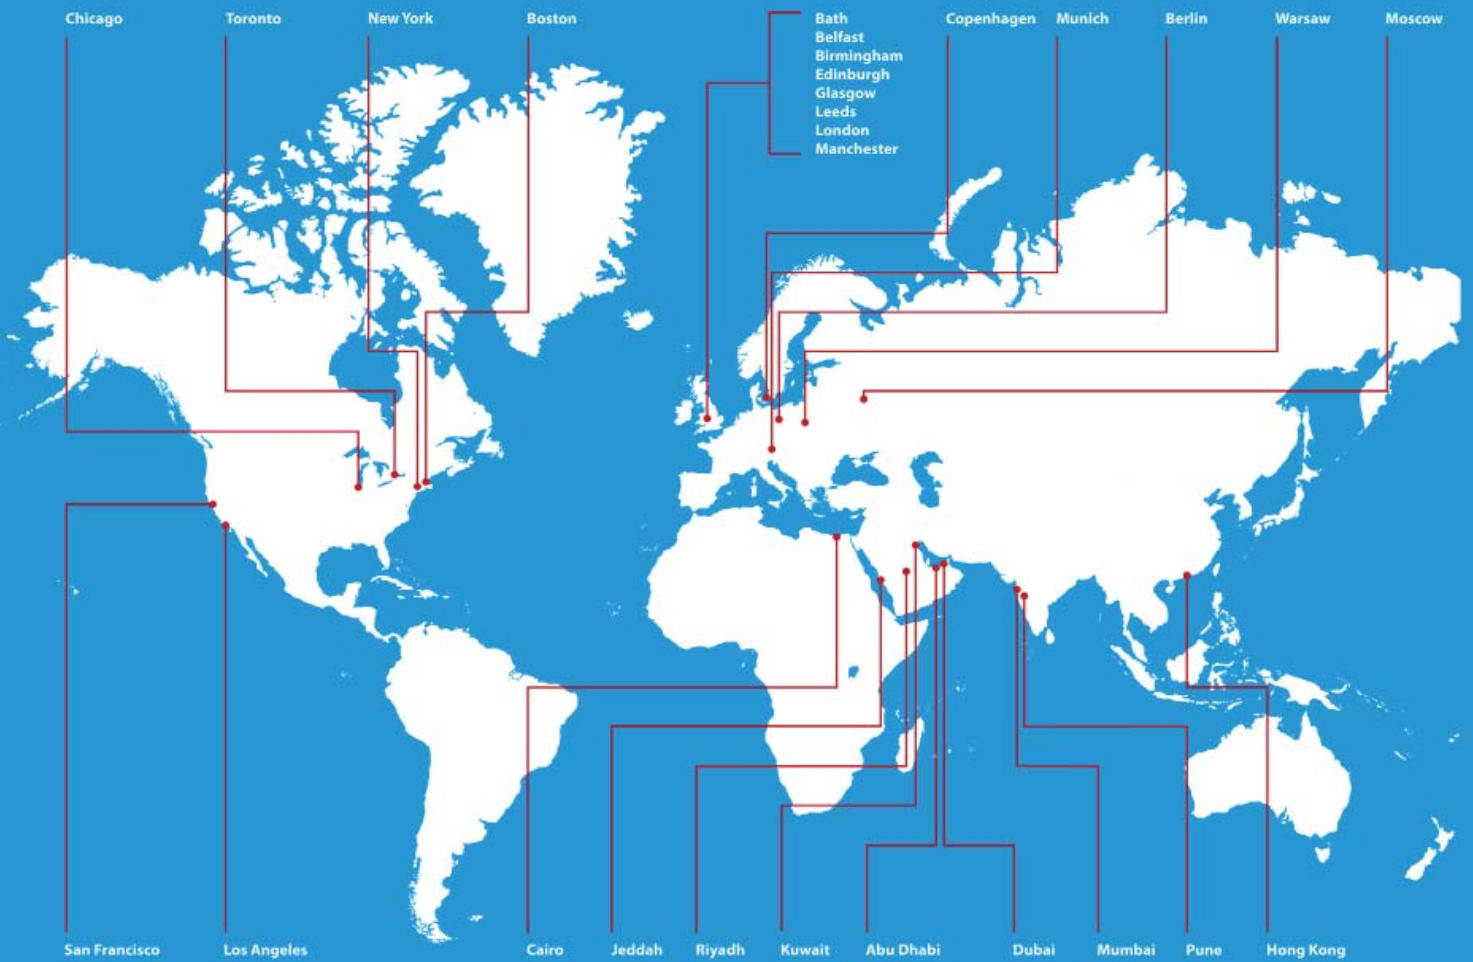 Chicago
Toronto
New York
Boston
Bath
Belfast
Birmingham
Edinburgh
Glasgow
Leeds
London
Manchester
Copenhagen
Munich
Berlin
Warsaw
Moscow
San Francisco
Los Angeles
Cairo
Jeddah
Riyadh
Kuwait
Abu Dhabi
Dubai
Mumbai
Pune
Hong Kong